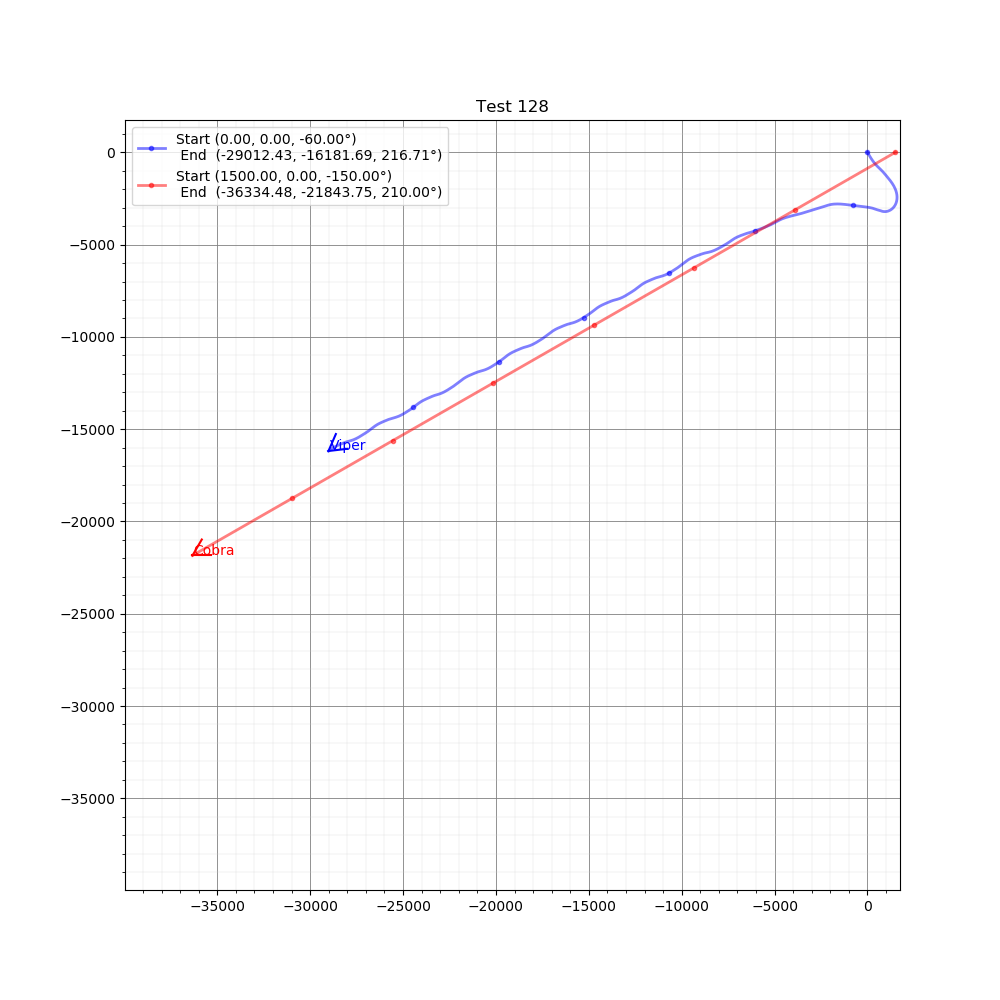 Test 128
Start (0.00, 0.00, -60.00°)
End (-29012.43, -16181.69, 216.71°)
Start (1500.00, 0.00, -150.00°)
End (-36334.48, -21843.75, 210.00°)
0
−5000
−10000
−15000
−20000
−25000
−30000
−35000
Viper
Cobra
−35000 −30000 −25000 −20000 −15000 −10000 −5000 0